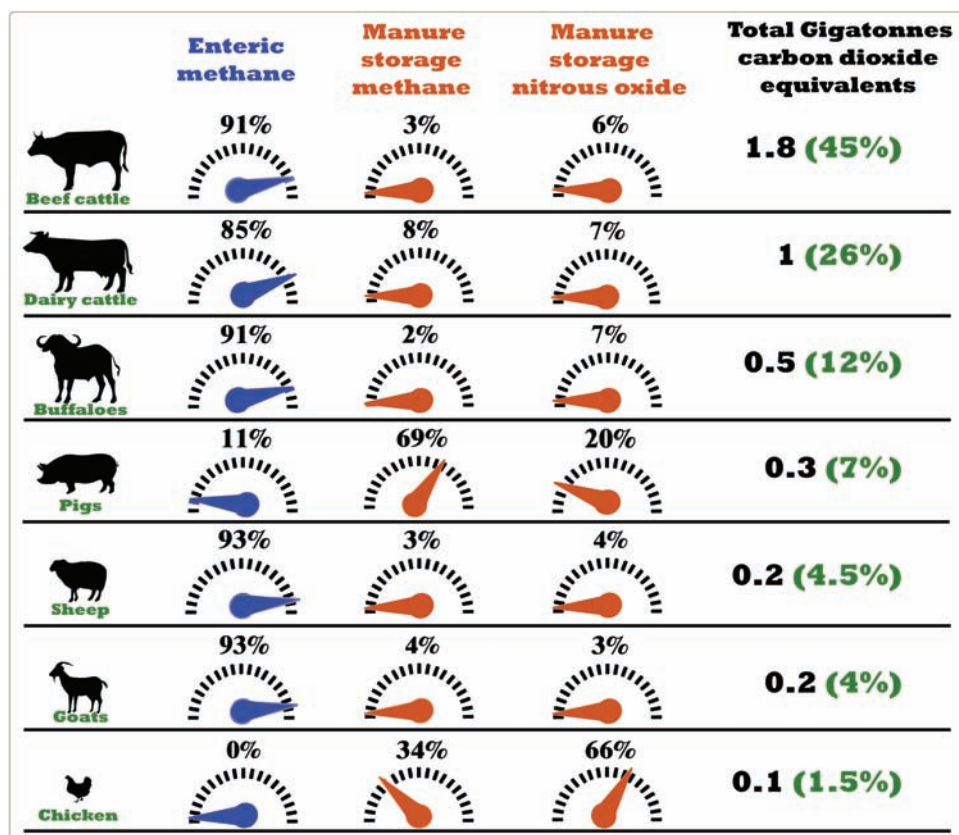 Enteric
methane
Manure
storage
methane
Manure
storage
nitrous oxide
Total Gigatonnes
carbon dioxide
equivalents
91%
3%
6%
1.8 (45%)
Beef cattle
85%
8%
7%
1 (26%)
Dairy cattle
91%
2%
7%
0.5 (12%)
Buffaloes
11%
69%
20%
0.3 (7%)
Pigs
93%
3%
4%
0.2 (4.5%)
Sheep
93%
4%
3%
0.2 (4%)
Goats
0%
34%
66%
0.1 (1.5%)
Chicken